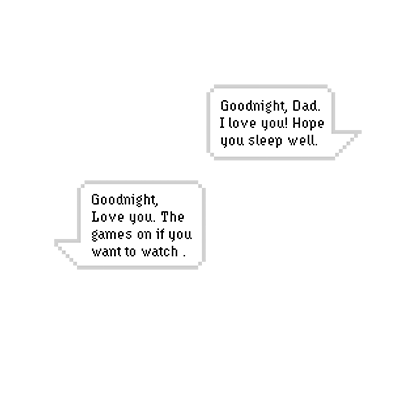 Goodnight, Dad.
I love you! Hope
you sleep well.
Goodnight,
Love you. The
games on if you
want to watch .